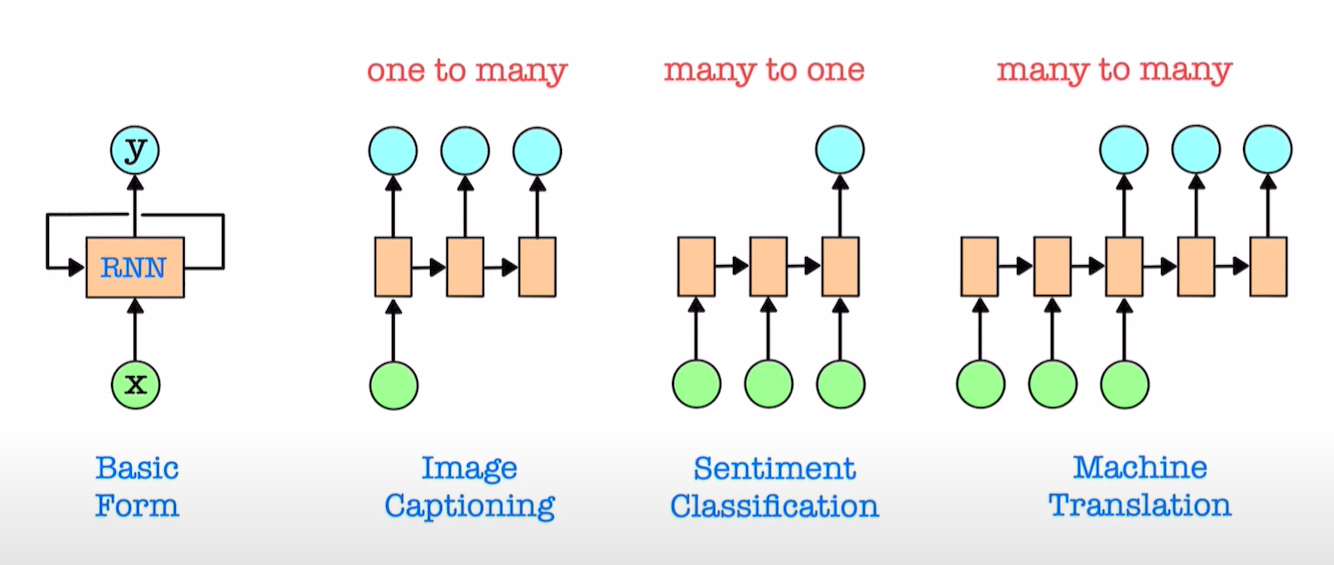 one to many
many to one
many to many
y
RNN
x
Basic
Form
Image
Captioning
Sentiment
Classification
Machine
Translation